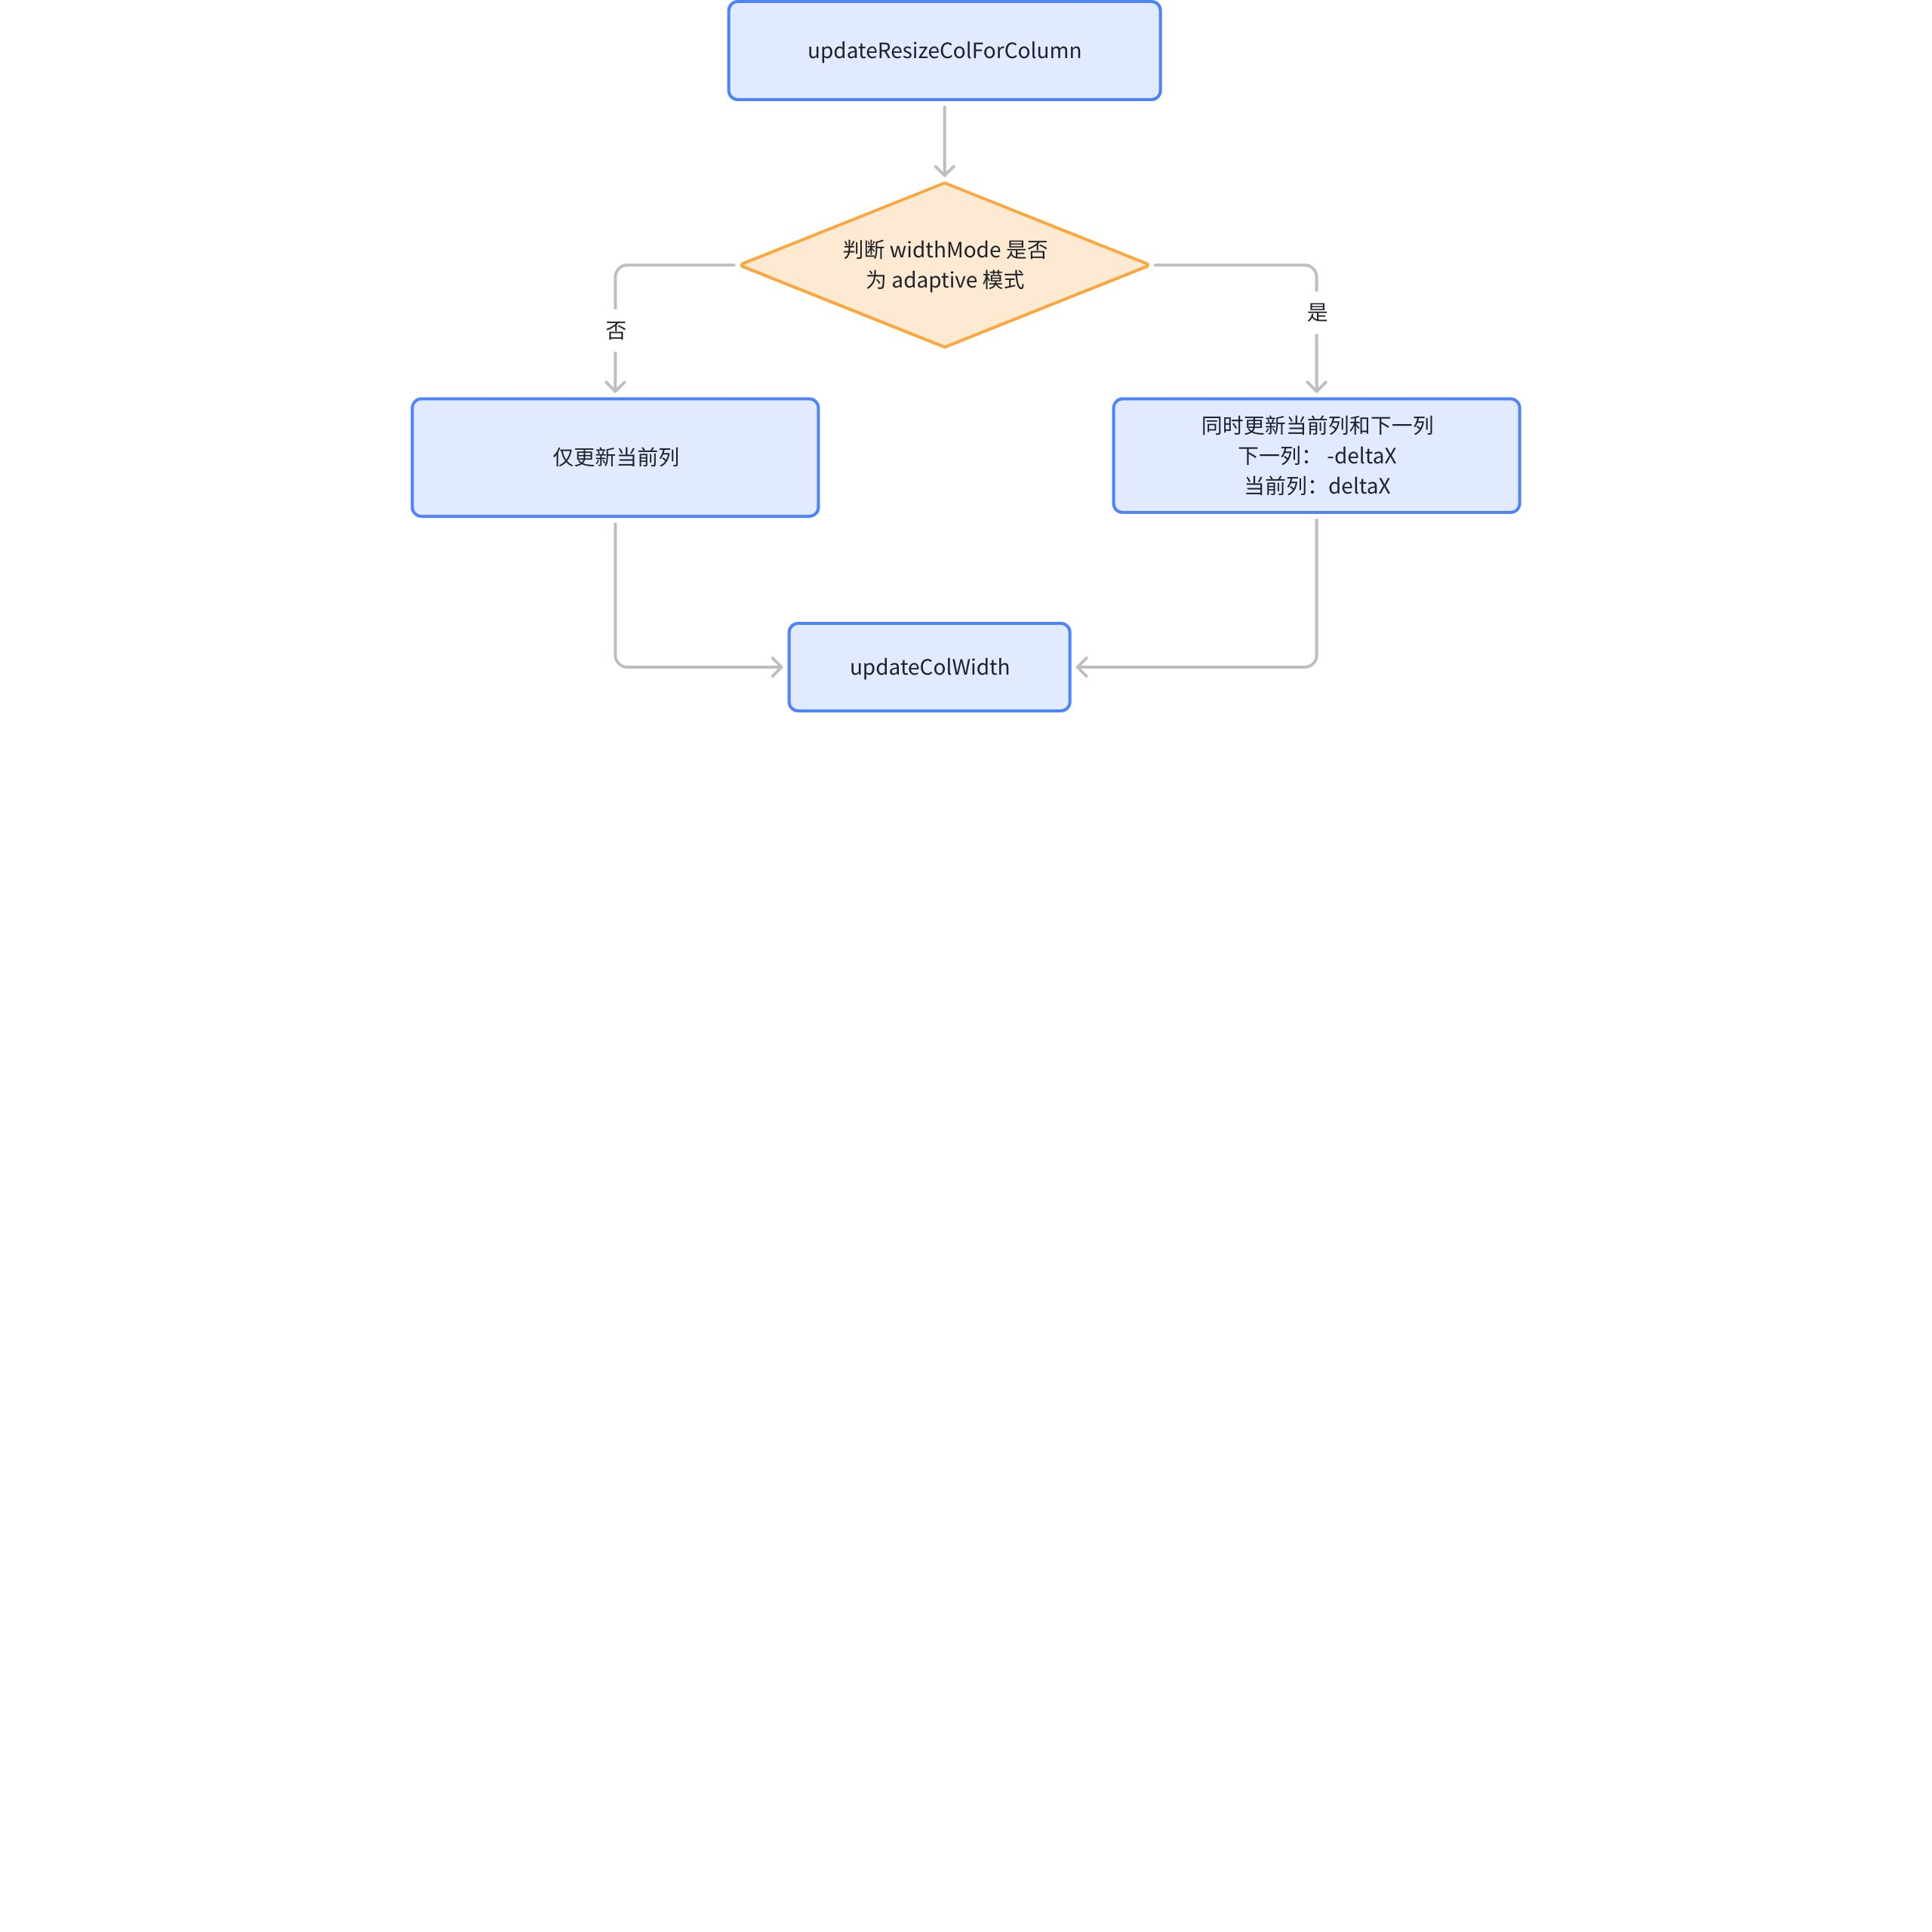 updateResizeColForColumn
判断 widthMode 是否
为 adaptive 模式
否
是
仅更新当前列
同时更新当前列和下一列
下一列： -deltaX
当前列：deltaX
updateColWidth